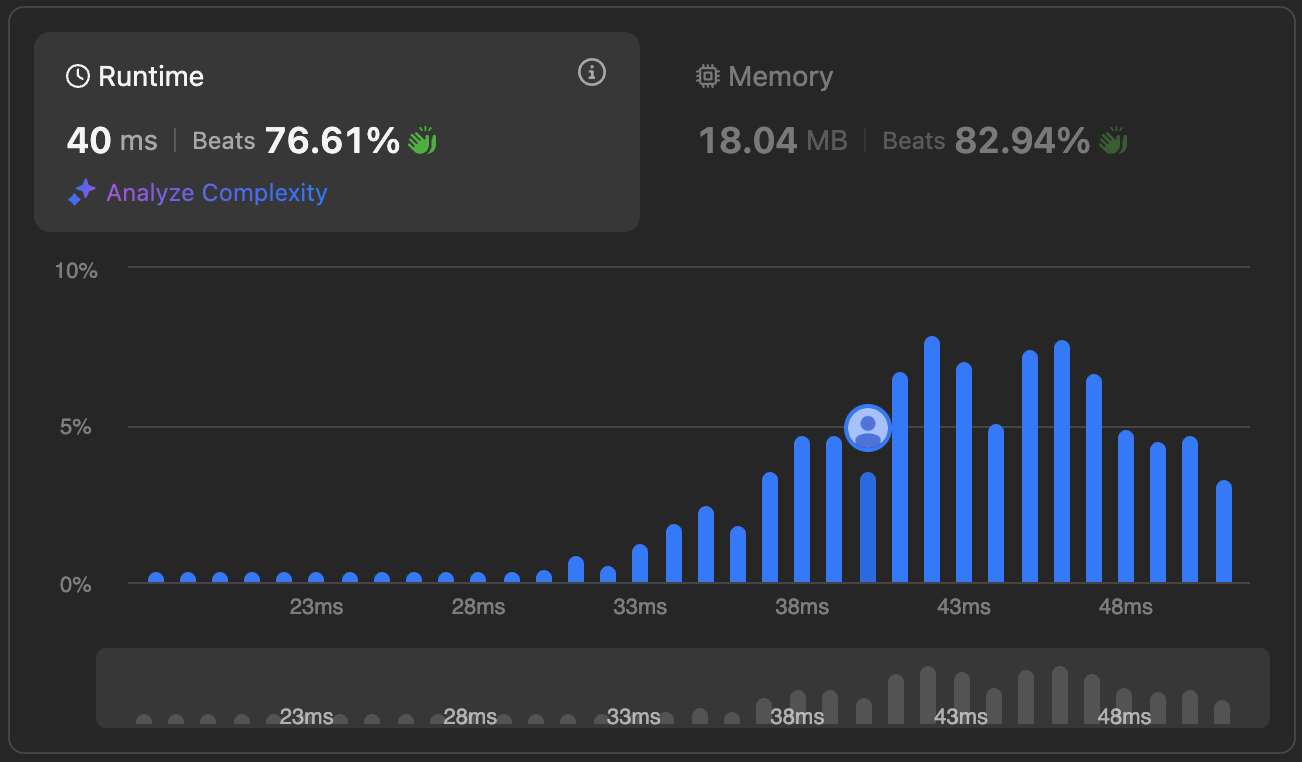 Runtime
40 ms | Beats 76.61%
Analyze Complexity
Memory
18.04 MB | Beats 82.94%
10%
5%
0%
23ms 28ms 33ms 38ms 43ms 48ms
23ms 28ms 33ms 38ms 43ms 48ms